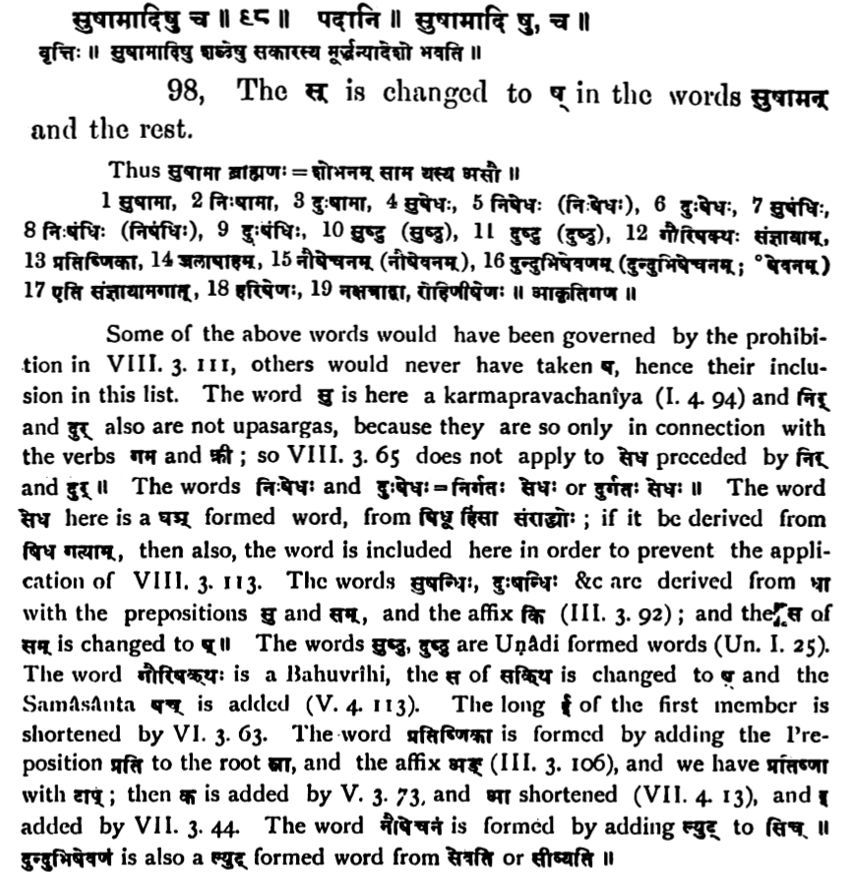 सुषामादिषु च ॥ ९८ ॥ पदानि ॥ सुषामादि षु, च ॥
वृत्तिः ॥ सुषामादिषु शब्देषु सकारस्य मूर्द्धन्यादेशो भवति ॥
98, The स् is changed to ष् in the words सुषामन्
and the rest.
Thus सुषामा ब्राह्मणः = शोभनम् साम यस्य असौ ॥
1 सुषामा, 2 निःषामा, 3 दुःषामा, 4 सुषेधः, 5 निषेधः (निःषेधः), 6 दुःषेधः, 7 सुषंधिः,
8 निःषंधिः (निषंधिः), 9 दुःषंधिः, 10 सुष्टु (सुष्ठु), 11 दुष्टु (दुष्ठु), 12 गौरिषक्थः संज्ञायाम्,
13 प्रतिष्णिका, 14 जलाषाहम्, 15 नौषेचनम् (नौषेवनम्), 16 दुन्दुभिषेवणम् (दुन्दुभिषेचनम्; °षेवनम्)
17 एति संज्ञायामगात्, 18 हरिषेणः, 19 नक्षत्राद्वा, रोहिणीषेणः ॥ आकृतिगण ॥
Some of the above words would have been governed by the prohibi-
tion in VIII. 3. 111, others would never have taken ष, hence their inclu-
sion in this list. The word सु is here a karmapravachanîya (I. 4. 94) and निर्
and दुर् also are not upasargas, because they are so only in connection with
the verbs गम and क्री; so VIII. 3. 65 does not apply to सेध preceded by निर्
and दुर् ॥ The words निःषेधः and दुःषेधः = निर्गतः सेधः or दुर्गतः सेधः ॥ The word
सेध here is a घञ् formed word, from षिधू हिंसा संराद्ध्योः; if it be derived from
षिध गत्याम्, then also, the word is included here in order to prevent the appli-
cation of VIII. 3. 113. The words सुषन्धिः, दुःषन्धिः &c are derived from धा
with the prepositions सु and सम्, and the affix कि (III. 3. 92); and the स of
सम् is changed to ष् ॥ The words सुष्ठु, दुष्ठु are Uṇâdi formed words (Un. I. 25).
The word गौरिषक्थः is a Bahuvrîhi, the स of सक्थि is changed to ष and the
Samâsânta षच् is added (V. 4. 113). The long ई of the first member is
shortened by VI. 3. 63. The word प्रतिष्णिका is formed by adding the Pre-
position प्रति to the root स्ना, and the affix अङ् (III. 3. 106), and we have प्रतिष्णा
with टाप्; then क is added by V. 3. 73, and आ shortened (VII. 4. 13), and इ
added by VII. 3. 44. The word नौषेचनं is formed by adding ल्युट् to सिच् ॥
दुन्दुभिषेवणं is also a ल्युट् formed word from सेवति or सीव्यति ॥